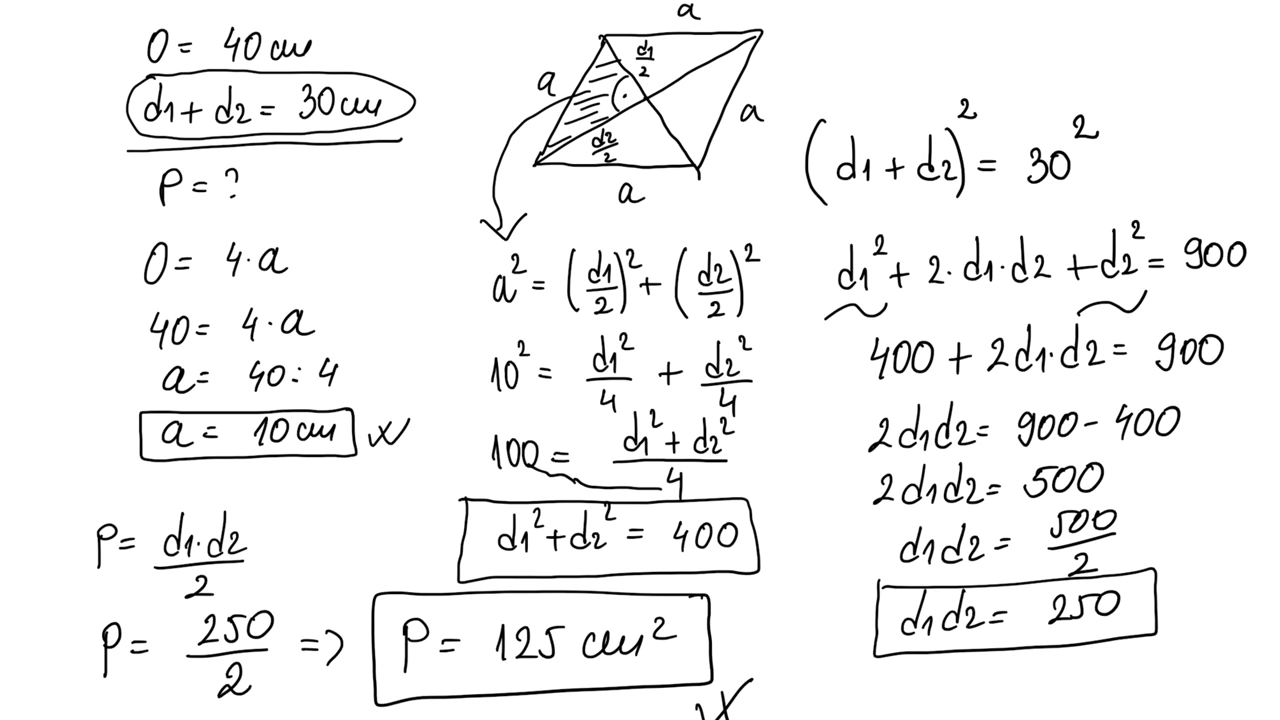 O = 40 cm
d1 + d2 = 30 cm
P = ?
O = 4 · a
40 = 4 · a
a = 40 : 4
a = 10 cm
P = d1·d2/2
P = 250/2 => P = 125 cm²
a
a
a
a
d1/2
d2/2
a² = (d1/2)² + (d2/2)²
10² = d1²/4 + d2²/4
100 = d1² + d2²/4
d1² + d2² = 400
(d1 + d2)² = 30²
d1² + 2·d1·d2 + d2² = 900
400 + 2d1·d2 = 900
2d1d2 = 900 - 400
2d1d2 = 500
d1d2 = 500/2
d1d2 = 250